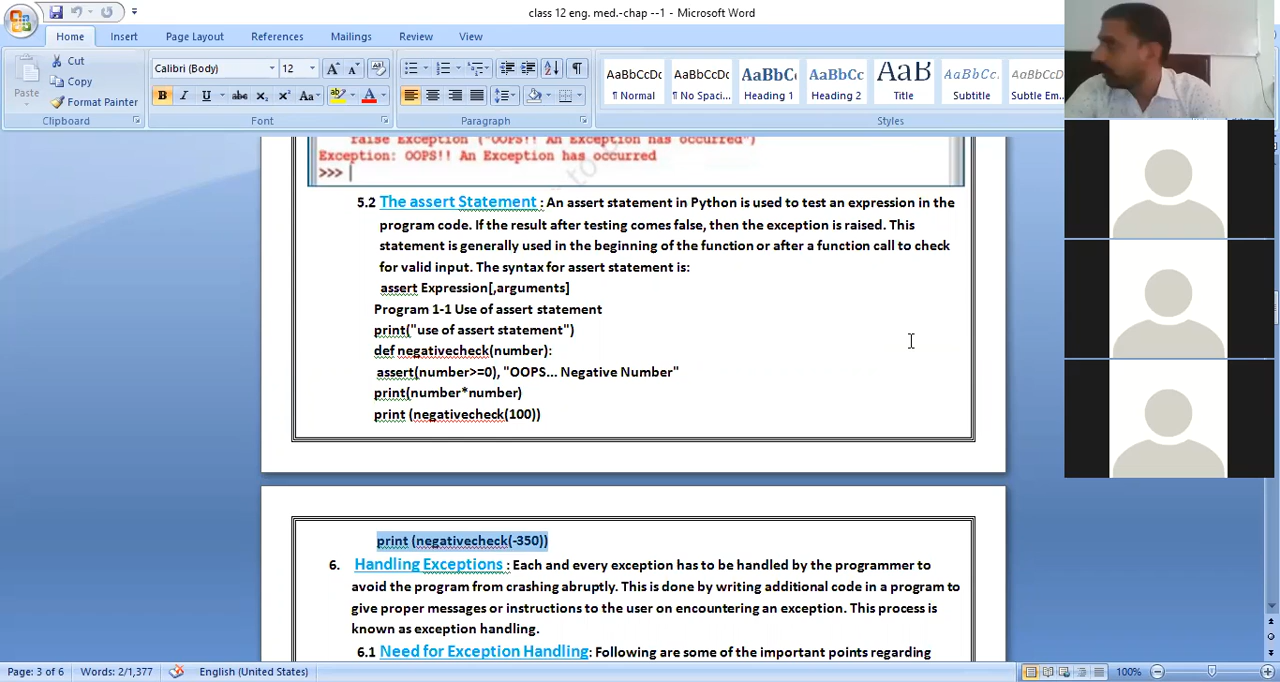 class 12 eng. med.-chap --1 - Microsoft Word
Home Insert Page Layout References Mailings Review View
Cut
Copy
Format Painter
Paste
Clipboard
Calibri (Body) 12
Font
Paragraph
AaBbCcDc AaBbCcDc AaBbCc AaBbCc AaB AaBbCc. AaBbCcDc
¶ Normal ¶ No Spaci... Heading 1 Heading 2 Title Subtitle Subtle Em...
Styles
raise Exception ("OOPS!! An Exception has occurred")
Exception: OOPS!! An Exception has occurred
>>>
5.2 The assert Statement : An assert statement in Python is used to test an expression in the
program code. If the result after testing comes false, then the exception is raised. This
statement is generally used in the beginning of the function or after a function call to check
for valid input. The syntax for assert statement is:
assert Expression[,arguments]
Program 1-1 Use of assert statement
print("use of assert statement")
def negativecheck(number):
assert(number>=0), "OOPS... Negative Number"
print(number*number)
print (negativecheck(100))
print (negativecheck(-350))
6. Handling Exceptions : Each and every exception has to be handled by the programmer to
avoid the program from crashing abruptly. This is done by writing additional code in a program to
give proper messages or instructions to the user on encountering an exception. This process is
known as exception handling.
6.1 Need for Exception Handling: Following are some of the important points regarding
Page: 3 of 6 Words: 2/1,377 English (United States) 100%